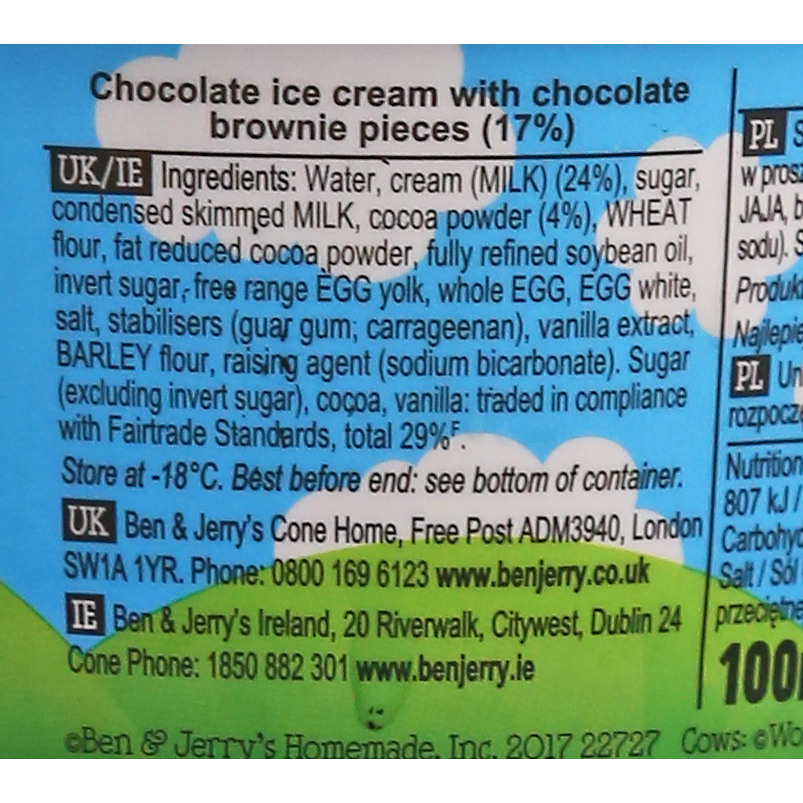 Chocolate ice cream with chocolate
brownie pieces (17%)
UK/IE Ingredients: Water, cream (MILK) (24%), sugar,
condensed skimmed MILK, cocoa powder (4%), WHEAT
flour, fat reduced cocoa powder, fully refined soybean oil,
invert sugar, free range EGG yolk, whole EGG, EGG white,
salt, stabilisers (guar gum; carrageenan), vanilla extract,
BARLEY flour, raising agent (sodium bicarbonate). Sugar
(excluding invert sugar), cocoa, vanilla: traded in compliance
with Fairtrade Standards, total 29%F.
Store at -18°C. Best before end: see bottom of container.
UK Ben & Jerry's Cone Home, Free Post ADM3940, London
SW1A 1YR. Phone: 0800 169 6123 www.benjerry.co.uk
IE Ben & Jerry's Ireland, 20 Riverwalk, Citywest, Dublin 24
Cone Phone: 1850 882 301 www.benjerry.ie
©Ben & Jerry's Homemade, Inc. 2017 22727 Cows: ©Wo
PL S
w prosz
JAJA, b
sodu). S
Produk
Najlepie
PL Un
rozpocz
Nutrition
807 kJ /
Carbohyd
Salt / Sól
przeciętne
100